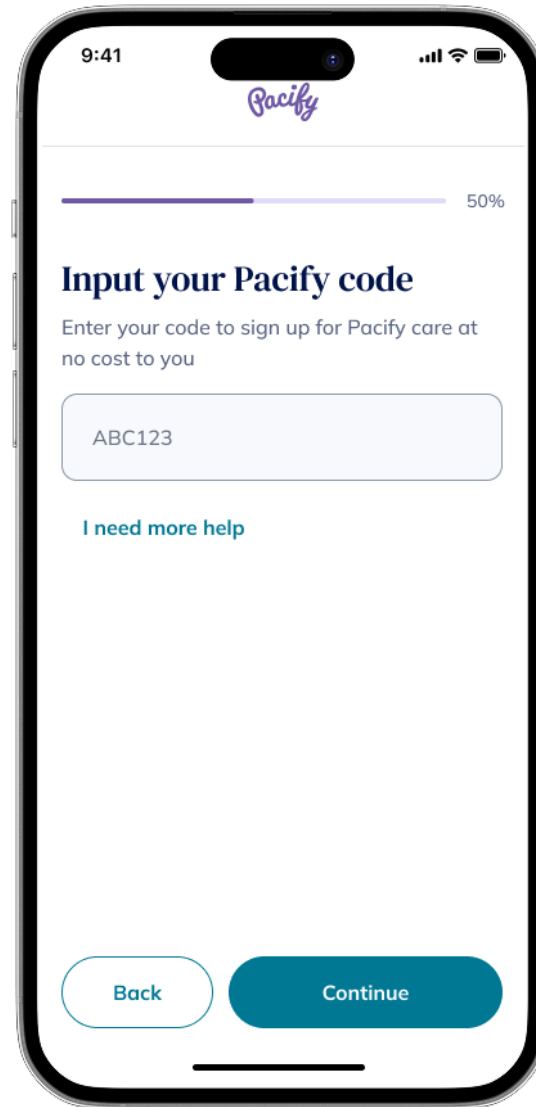 9:41
Pacify
50%
Input your Pacify code
Enter your code to sign up for Pacify care at
no cost to you
ABC123
I need more help
Back
Continue